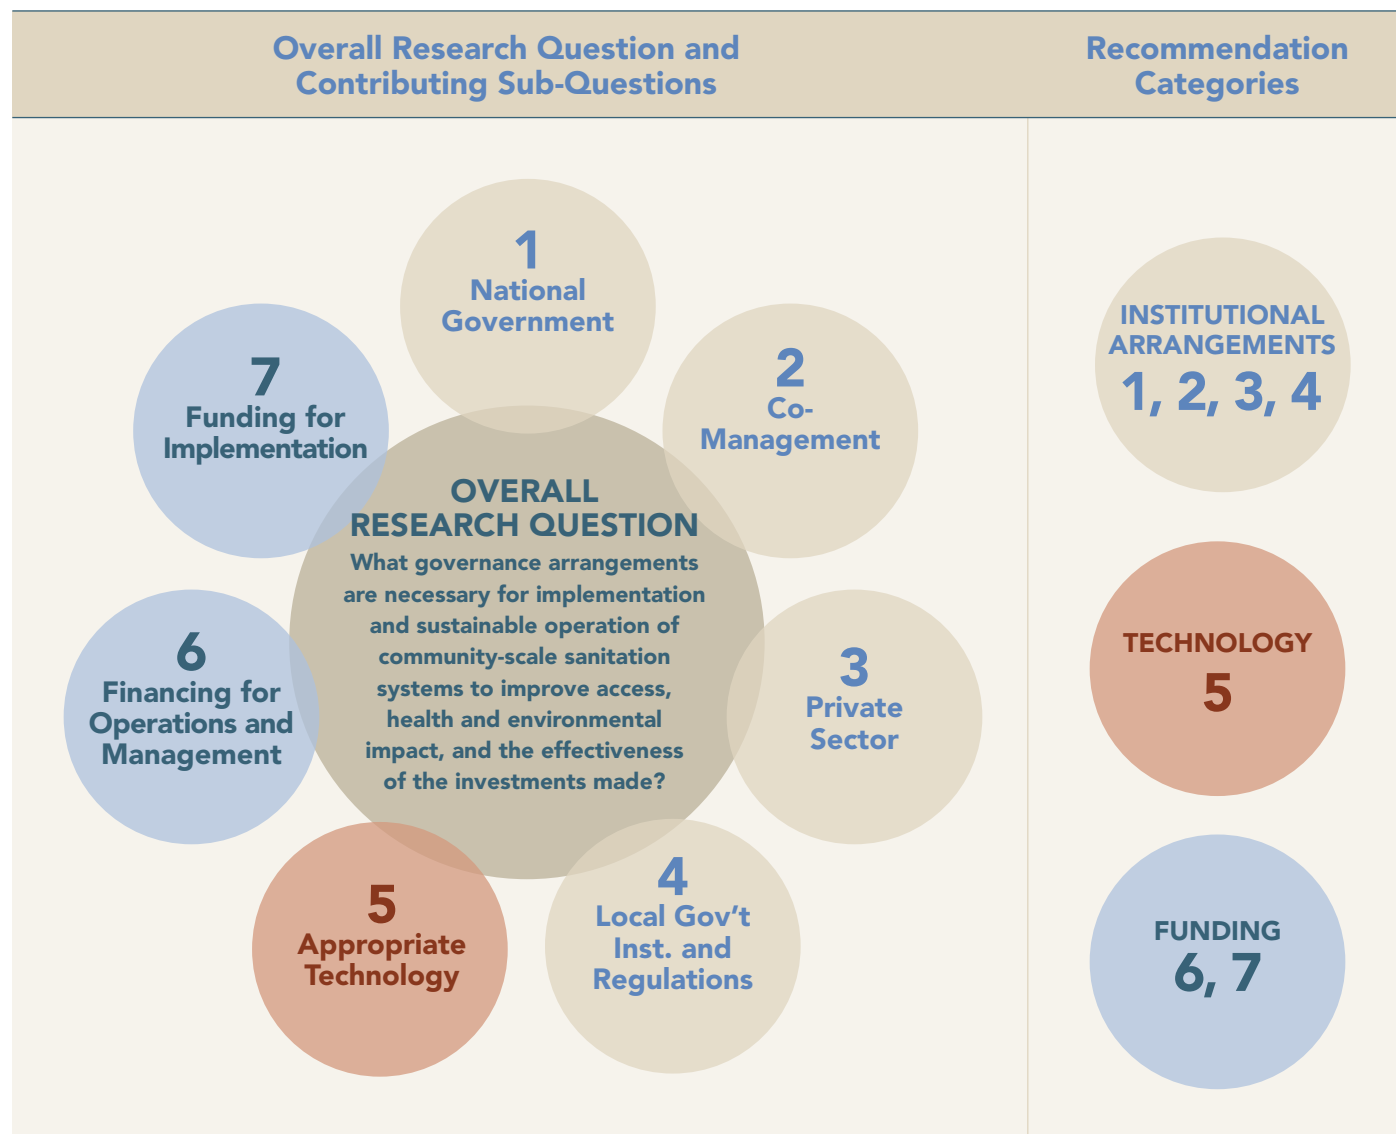 Overall Research Question and
Contributing Sub-Questions
Recommendation
Categories
1
National
Government
2
Co-
Management
3
Private
Sector
4
Local Gov’t
Inst. and
Regulations
5
Appropriate
Technology
6
Financing for
Operations and
Management
7
Funding for
Implementation
OVERALL
RESEARCH QUESTION
What governance arrangements
are necessary for implementation
and sustainable operation of
community-scale sanitation
systems to improve access,
health and environmental
impact, and the effectiveness
of the investments made?
INSTITUTIONAL
ARRANGEMENTS
1, 2, 3, 4
TECHNOLOGY
5
FUNDING
6, 7